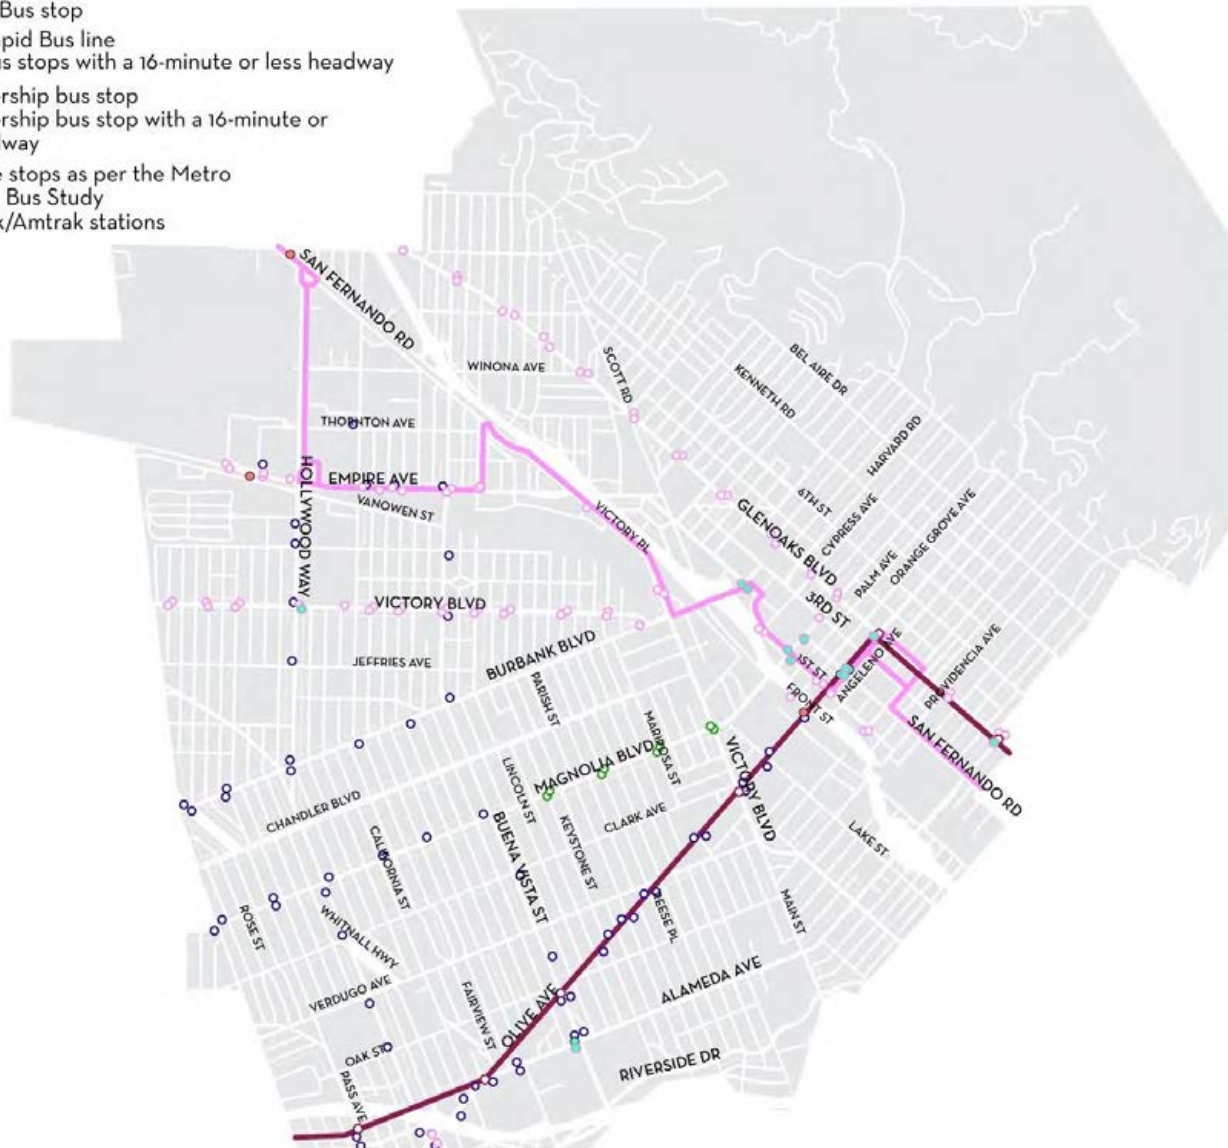 Bus stop
pid Bus line
s stops with a 16-minute or less headway
rship bus stop
rship bus stop with a 16-minute or
lway
e stops as per the Metro
Bus Study
k/Amtrak stations
SAN FERNANDO RD
WINONA AVE
SCOTT RD
BEL AIRE DR
KENNETH RD
THORNTON AVE
HARVARD RD
HOLLYWOOD WAY
EMPIRE AVE
VANOWEN ST
6TH ST
GLENOAKS BLVD
CYPRESS AVE
ORANGE GROVE AVE
VICTORY PL
PALM AVE
VICTORY BLVD
3RD ST
JEFFRIES AVE
BURBANK BLVD
1ST ST
ANGELENO AVE
PROVIDENCIA AVE
FRONT ST
PARISH ST
MARIPOSA ST
SAN FERNANDO RD
MAGNOLIA BLVD
VICTORY BLVD
LINCOLN ST
CHANDLER BLVD
CLARK AVE
KEYSTONE ST
LAKE ST
CALIFORNIA ST
BUENA VISTA ST
REESE PL
MAIN ST
ROSE ST
WHITNALL HWY
VERDUGO AVE
ALAMEDA AVE
FAIRVIEW ST
OLIVE AVE
OAK ST
RIVERSIDE DR
PASS AVE